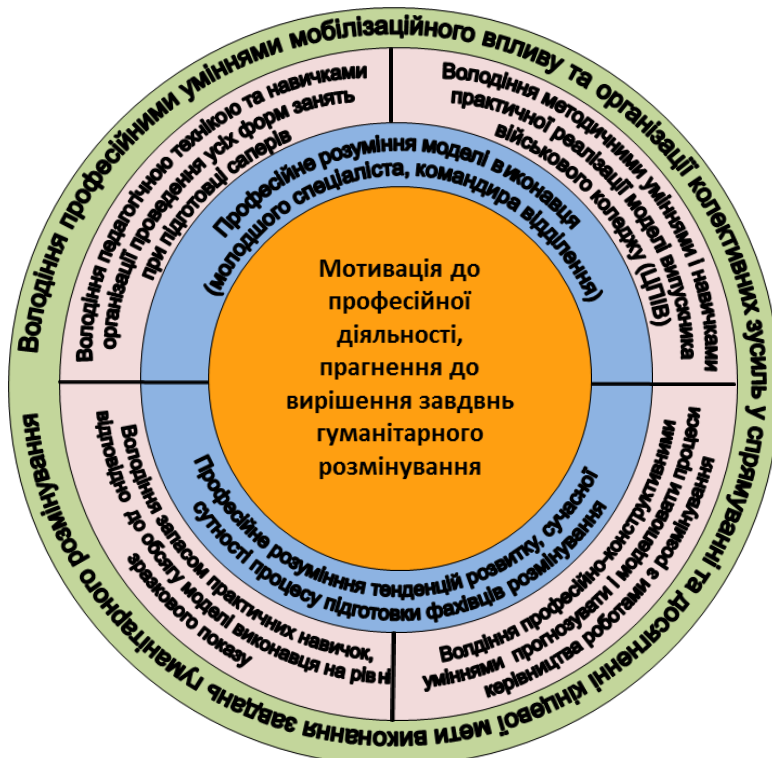 Володіння професійними уміннями мобілізаційного впливу та організації колективних зусиль у спрямуванні та досягненні кінцевої мети виконання завдань гуманітарного розмінування
Володіння педагогічною технікою та навичками
організації проведення усіх форм занять
при підготовці саперів
Володіння методичними уміннями і навичками
практичної реалізації моделі випускника
військового коледжу (ЦПІВ)
Професійне розуміння моделі виконавця
(молодшого спеціаліста, командира відділення)
Мотивація до
професійної
діяльності,
прагнення до
вирішення завдвнь
гуманітарного
розмінування
Професійне розумінння тенденцій розвитку, сучасної
сутності процесу підготовки фахівців розмінування
Володіння запасом практичних навичок,
відповідно до обсягу моделі виконавця на рівні
зразкового показу
Волдіння професійно-конструктивними
уміннями прогнозувати і моделювати процеси
керівництва роботами з розмінування